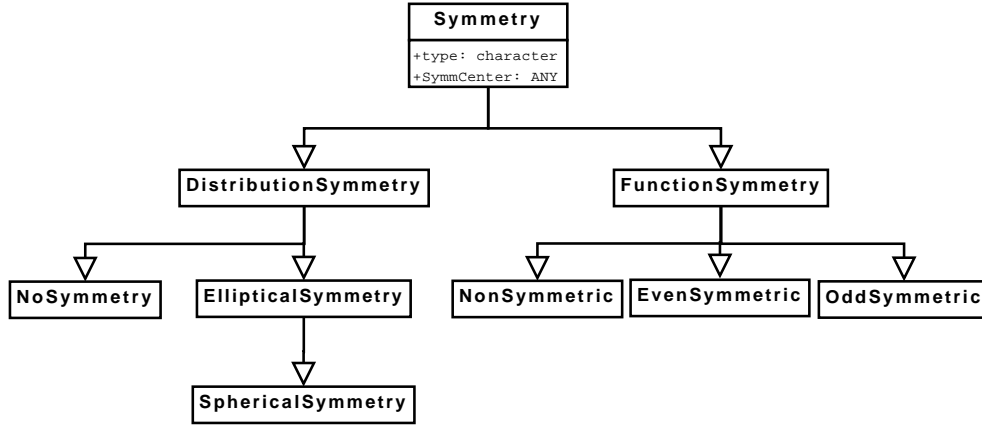 Symmetry
+type: character
+SymmCenter: ANY
DistributionSymmetry
FunctionSymmetry
NoSymmetry
EllipticalSymmetry
NonSymmetric
EvenSymmetric
OddSymmetric
SphericalSymmetry